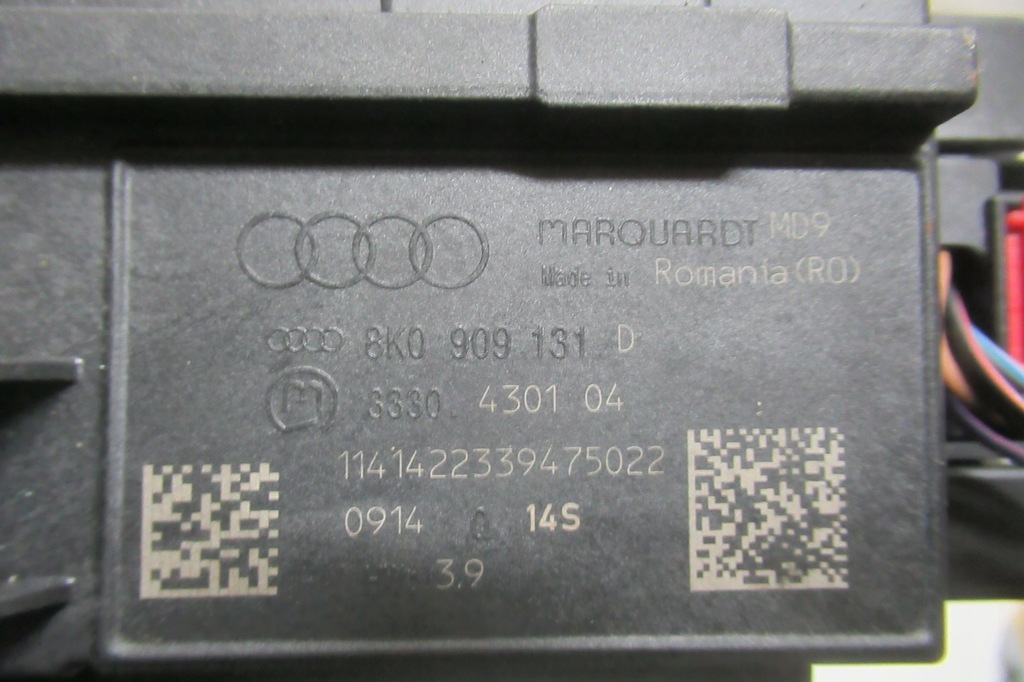 MARQUARDT MD9
Made in Romania(RO)
8K0 909 131 D
M 3330. 4301 04
1141422339475022
0914 14S
3.9